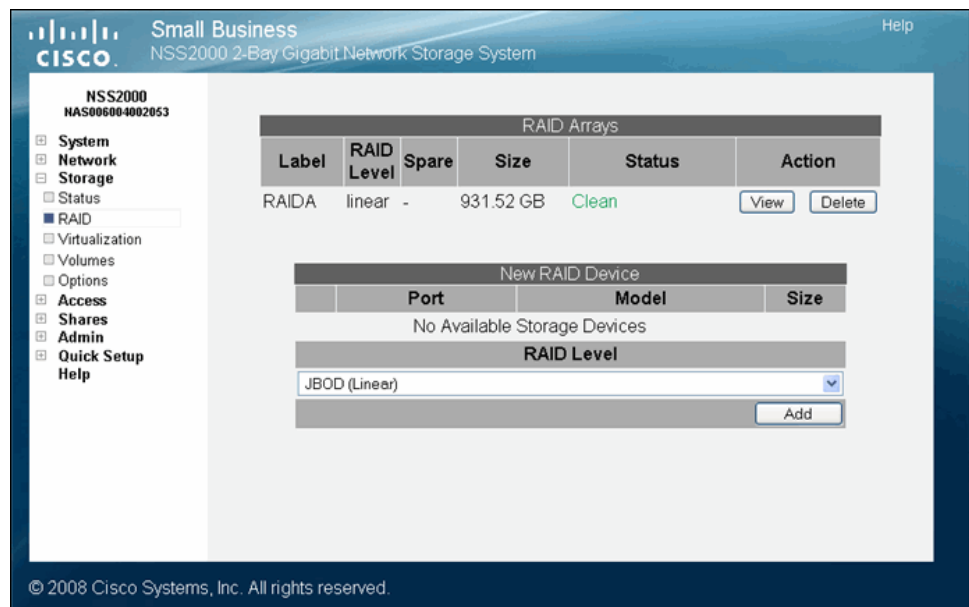 Small Business
Help
CISCO.
NSS2000 2-Bay Gigabit Network Storage System
NSS2000
NAS006004002053
System
Network
Storage
Status
RAID
Virtualization
Volumes
Options
Access
Shares
Admin
Quick Setup
Help
RAID Arrays
Label RAID Level Spare Size Status Action
RAIDA linear - 931.52 GB Clean View Delete
New RAID Device
Port Model Size
No Available Storage Devices
RAID Level
JBOD (Linear)
Add
© 2008 Cisco Systems, Inc. All rights reserved.